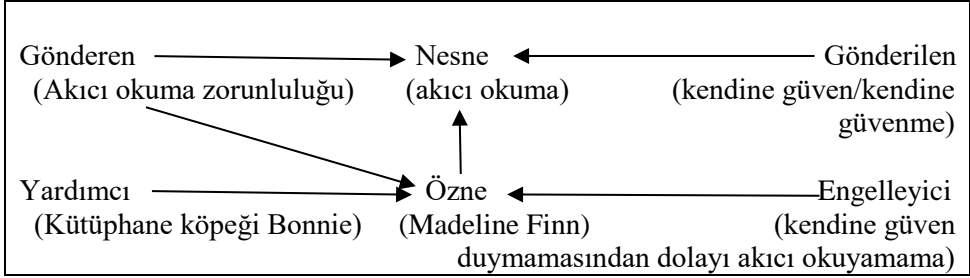 Gönderen Nesne Gönderilen
(Akıcı okuma zorunluluğu) (akıcı okuma) (kendine güven/kendine
güvenme)
Yardımcı Özne Engelleyici
(Kütüphane köpeği Bonnie) (Madeline Finn) (kendine güven
duymamasından dolayı akıcı okuyamama)